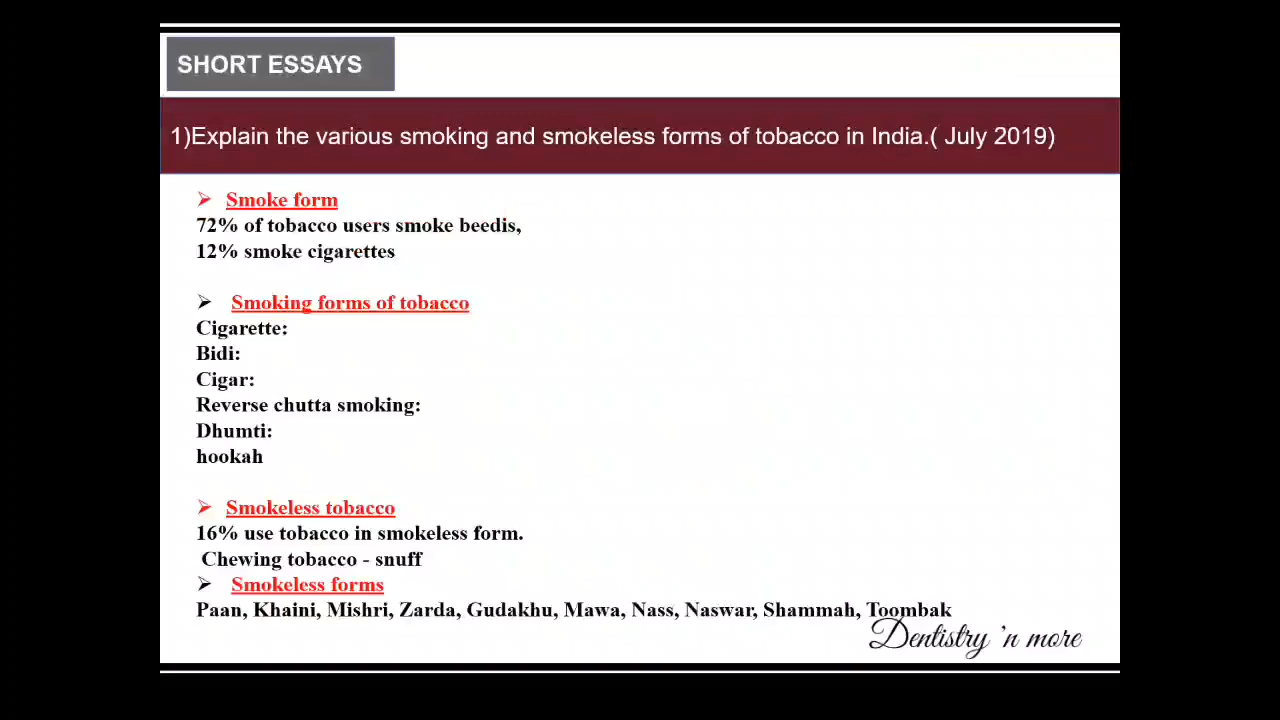 SHORT ESSAYS
1)Explain the various smoking and smokeless forms of tobacco in India.( July 2019)
➢ Smoke form
72% of tobacco users smoke beedis,
12% smoke cigarettes
➢ Smoking forms of tobacco
Cigarette:
Bidi:
Cigar:
Reverse chutta smoking:
Dhumti:
hookah
➢ Smokeless tobacco
16% use tobacco in smokeless form.
Chewing tobacco - snuff
➢ Smokeless forms
Paan, Khaini, Mishri, Zarda, Gudakhu, Mawa, Nass, Naswar, Shammah, Toombak
Dentistry 'n more